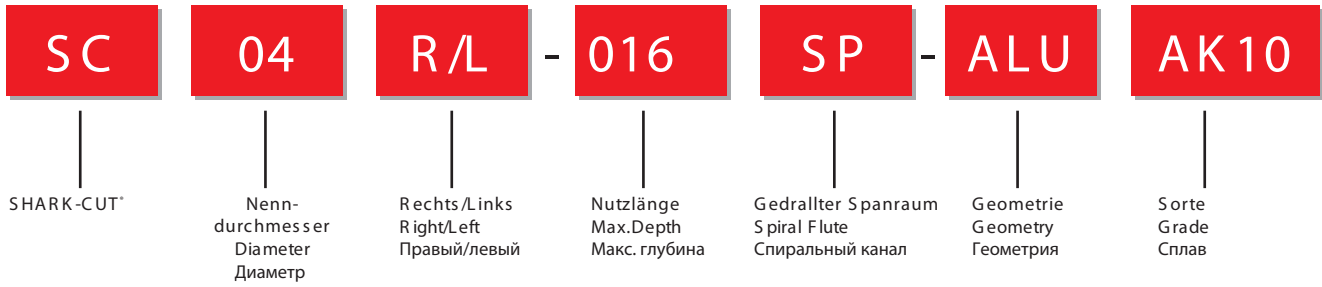 SC 04 R/L - 016 SP - ALU AK10
SHARK-CUT®
Nenn-
durchmesser
Diameter
Диаметр
Rechts/Links
Right/Left
Правый/левый
Nutzlänge
Max.Depth
Макс. глубина
Gedrallter Spanraum
Spiral Flute
Спиральный канал
Geometrie
Geometry
Геометрия
Sorte
Grade
Сплав